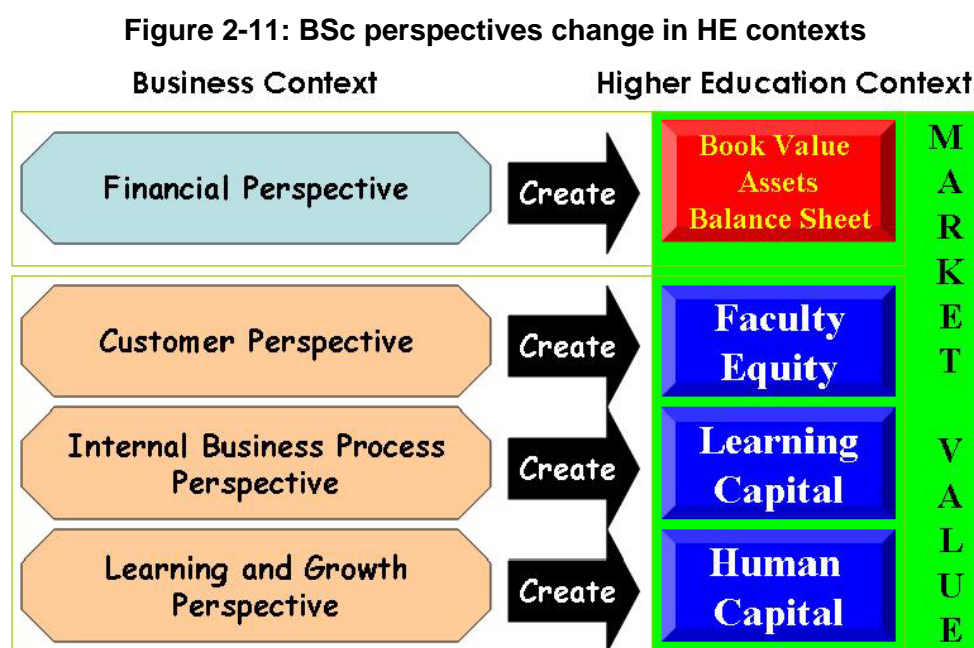 Figure 2-11: BSc perspectives change in HE contexts
Business Context
Higher Education Context
Financial Perspective
Create
Book Value
Assets
Balance Sheet
Customer Perspective
Create
Faculty
Equity
Internal Business Process
Perspective
Create
Learning
Capital
Learning and Growth
Perspective
Create
Human
Capital
MARKET VALUE